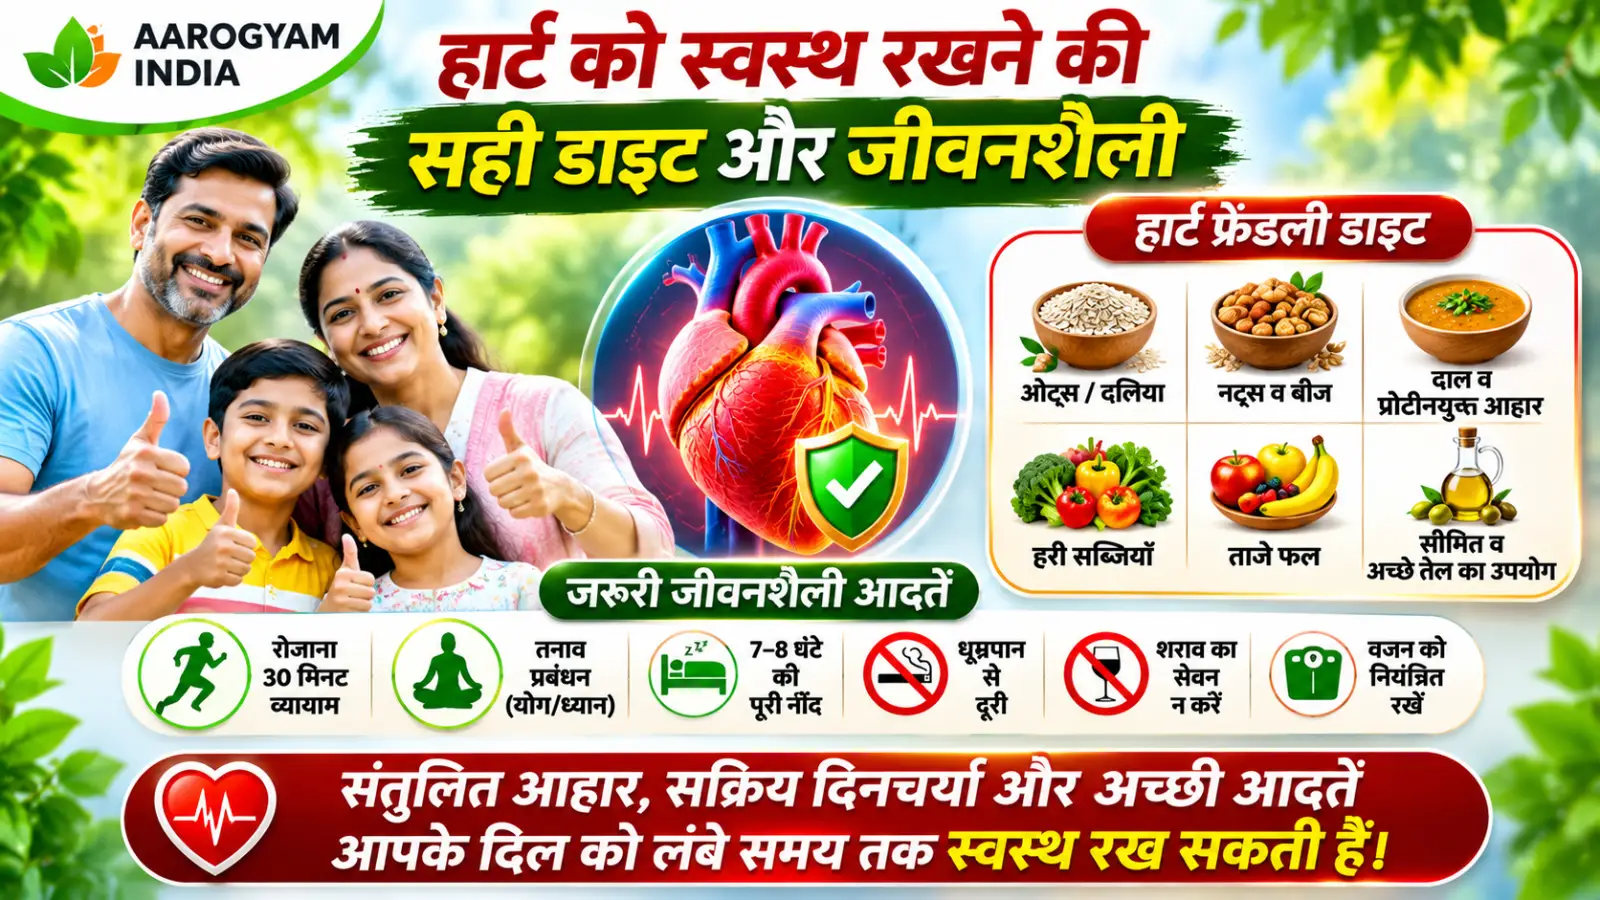 AAROGYAM
INDIA
हार्ट को स्वस्थ रखने की
सही डाइट और जीवनशैली
हार्ट फ्रेंडली डाइट
ओट्स / दलिया
नट्स व बीज
दाल व
प्रोटीनयुक्त आहार
हरी सब्जियाँ
ताजे फल
सीमित व
अच्छे तेल का उपयोग
जरूरी जीवनशैली आदतें
रोजाना
30 मिनट
व्यायाम
तनाव
प्रबंधन
(योग/ध्यान)
7–8 घंटे
की
पूरी नींद
धूम्रपान
से
दूरी
शराब का
सेवन
न करें
वजन को
नियंत्रित
रखें
संतुलित आहार, सक्रिय दिनचर्या और अच्छी आदतें
आपके दिल को लंबे समय तक स्वस्थ रख सकती हैं!